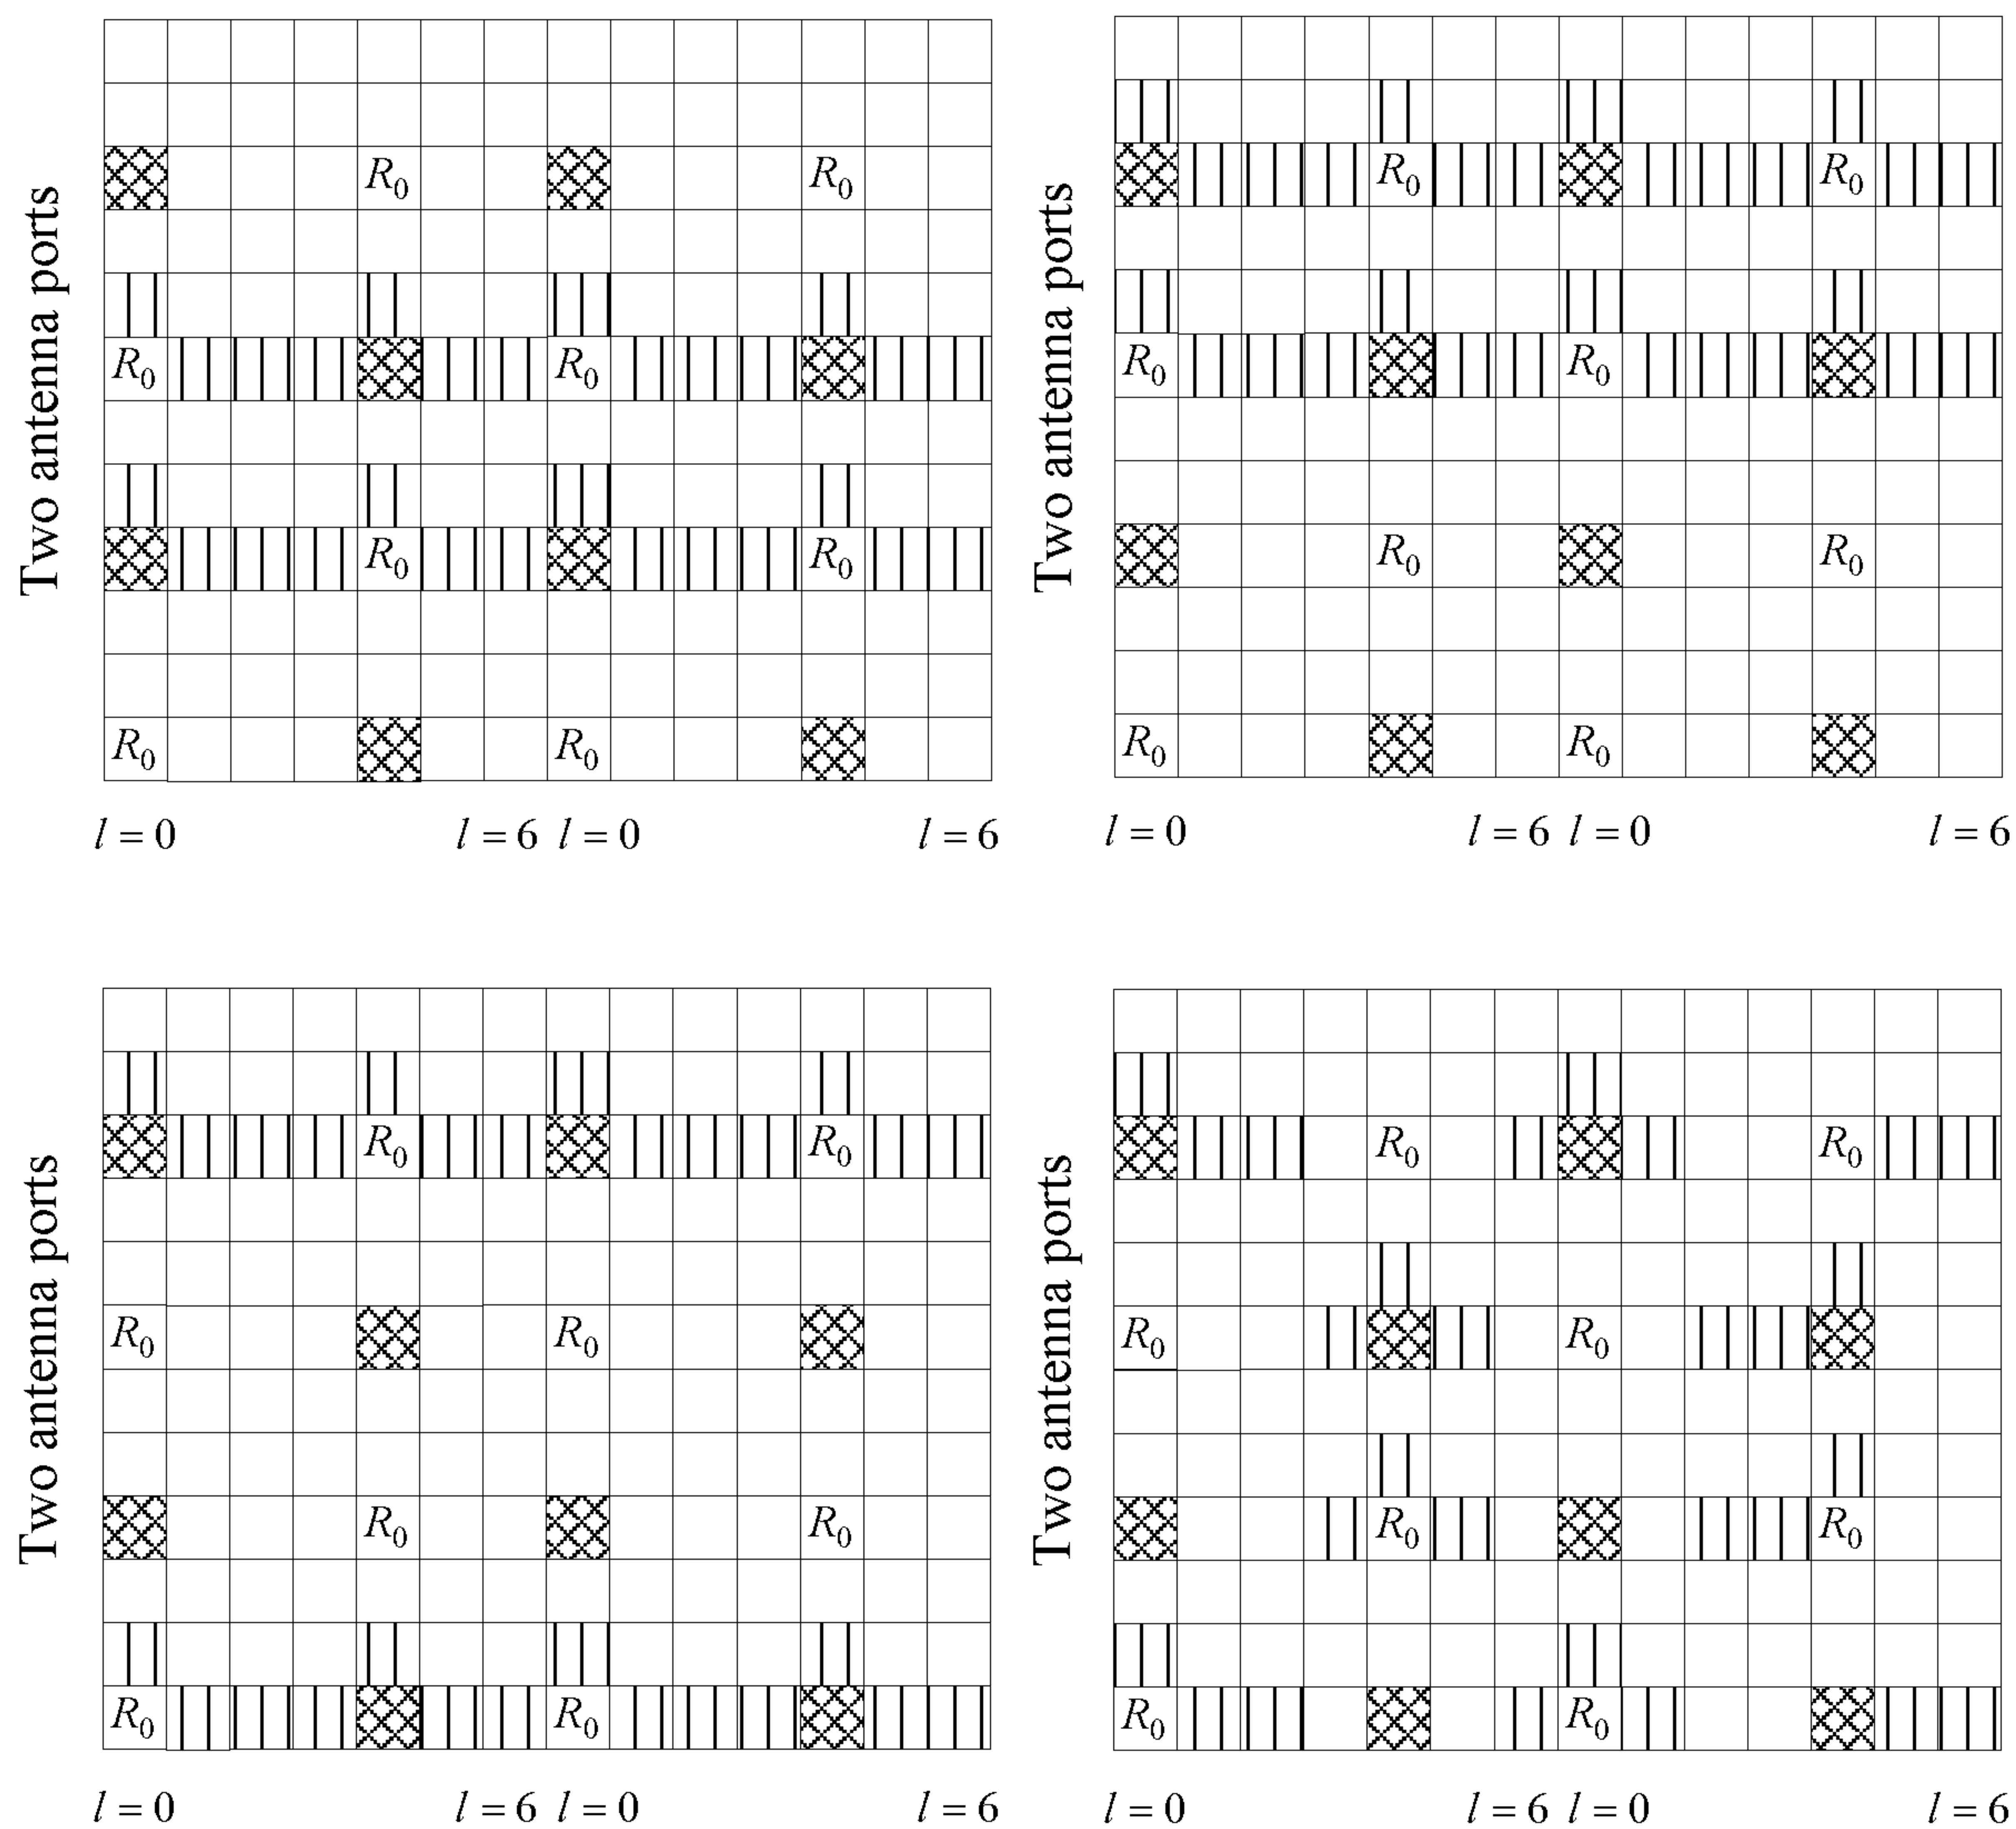 Two antenna ports
R0 R0
R0 R0
R0 R0
R0 R0
l = 0 l = 6 l = 0 l = 6
Two antenna ports
R0 R0
R0 R0
R0 R0
R0 R0
l = 0 l = 6 l = 0 l = 6
Two antenna ports
R0 R0
R0 R0
R0 R0
R0 R0
l = 0 l = 6 l = 0 l = 6
Two antenna ports
R0 R0
R0 R0
R0 R0
R0 R0
l = 0 l = 6 l = 0 l = 6